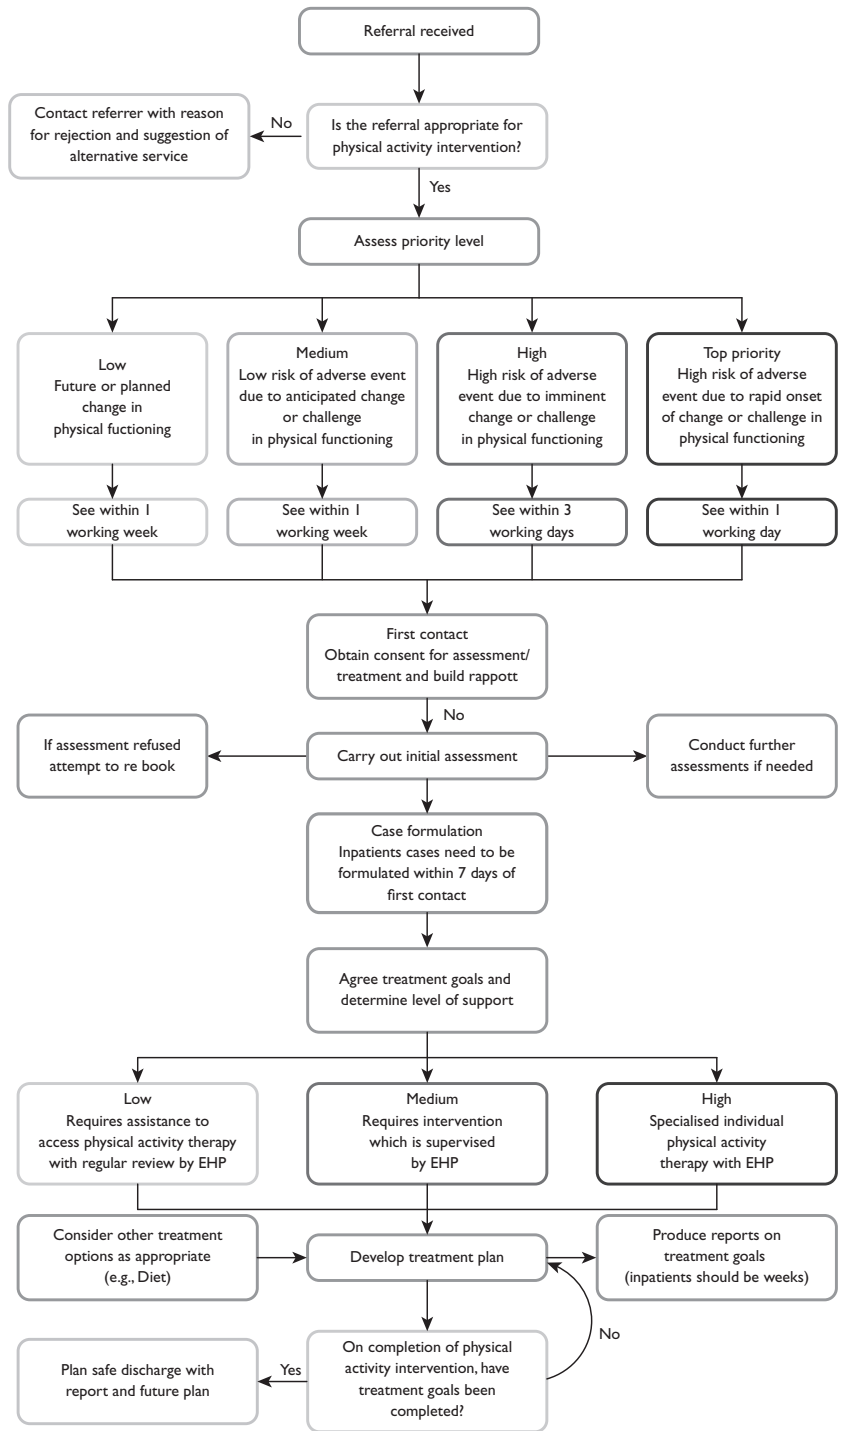 Referral received
Contact referrer with reason
for rejection and suggestion of
alternative service
No
Is the referral appropriate for
physical activity intervention?
Yes
Assess priority level
Low
Future or planned
change in
physical fuctioning
Medium
Low risk of adverse event
due to anticipated change
or challenge
in physical functioning
High
High risk of adverse
event due to imminent
change or challenge
in physical functioning
Top priority
High risk of adverse
event due to rapid onset
of change or challenge in
physical functioning
See within 1
working week
See within 1
working week
See within 3
working days
See within 1
working day
First contact
Obtain consent for assessment/
treatment and build rappott
No
If assessment refused
attempt to re book
Carry out initial assessment
Conduct further
assessments if needed
Case formulation
Inpatients cases need to be
formulated within 7 days of
first contact
Agree treatment goals and
determine level of support
Low
Requires assistance to
access physical activity therapy
with regular review by EHP
Medium
Requires intervention
which is supervised
by EHP
High
Specialised individual
physical activity
therapy with EHP
Consider other treatment
options as appropriate
(e.g., Diet)
Develop treatment plan
Produce reports on
treatment goals
(inpatients should be weeks)
No
Plan safe discharge with
report and future plan
Yes
On completion of physical
activity intervention, have
treatment goals been
completed?